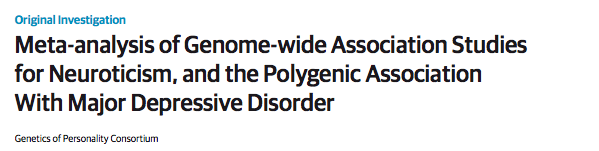 Original Investigation
Meta-analysis of Genome-wide Association Studies
for Neuroticism, and the Polygenic Association
With Major Depressive Disorder
Genetics of Personality Consortium